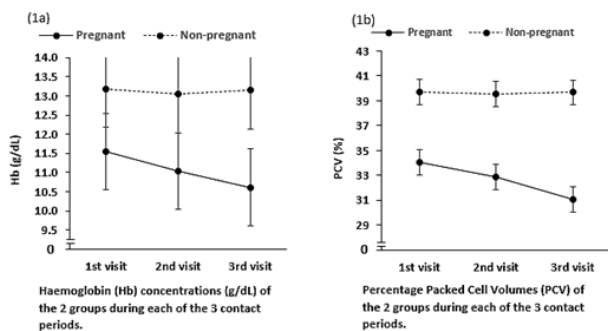 (1a)
Pregnant Non-pregnant
14.0
13.5
13.0
12.5
12.0
11.5
11.0
10.5
10.0
9.5
0
Hb (g/dL)
1st visit 2nd visit 3rd visit
Haemoglobin (Hb) concentrations (g/dL) of
the 2 groups during each of the 3 contact
periods.
(1b)
Pregnant Non-pregnant
43
41
39
37
35
33
31
29
0
PCV (%)
1st visit 2nd visit 3rd visit
Percentage Packed Cell Volumes (PCV) of
the 2 groups during each of the 3 contact
periods.